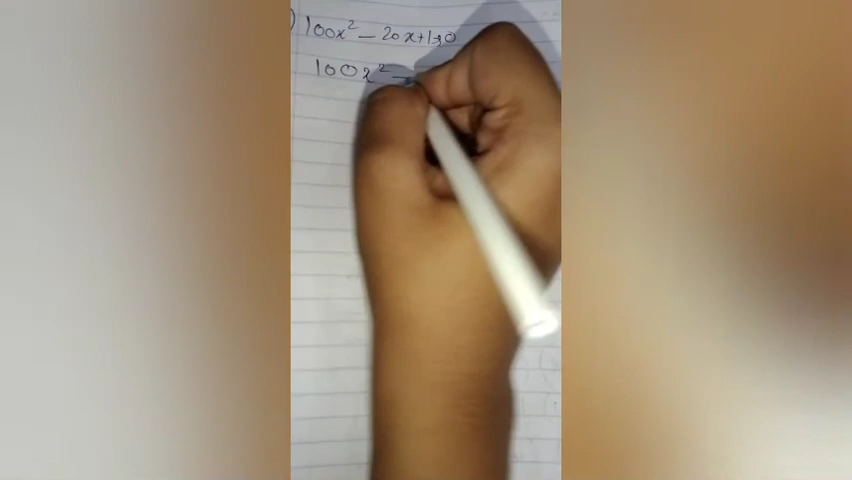 ) 100x² - 20x+1=0
100x² -